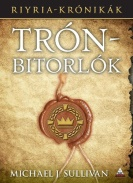 RIYRIA-KRÓNIKÁK
TRÓN-
BITORLÓK
MICHAEL J. SULLIVAN